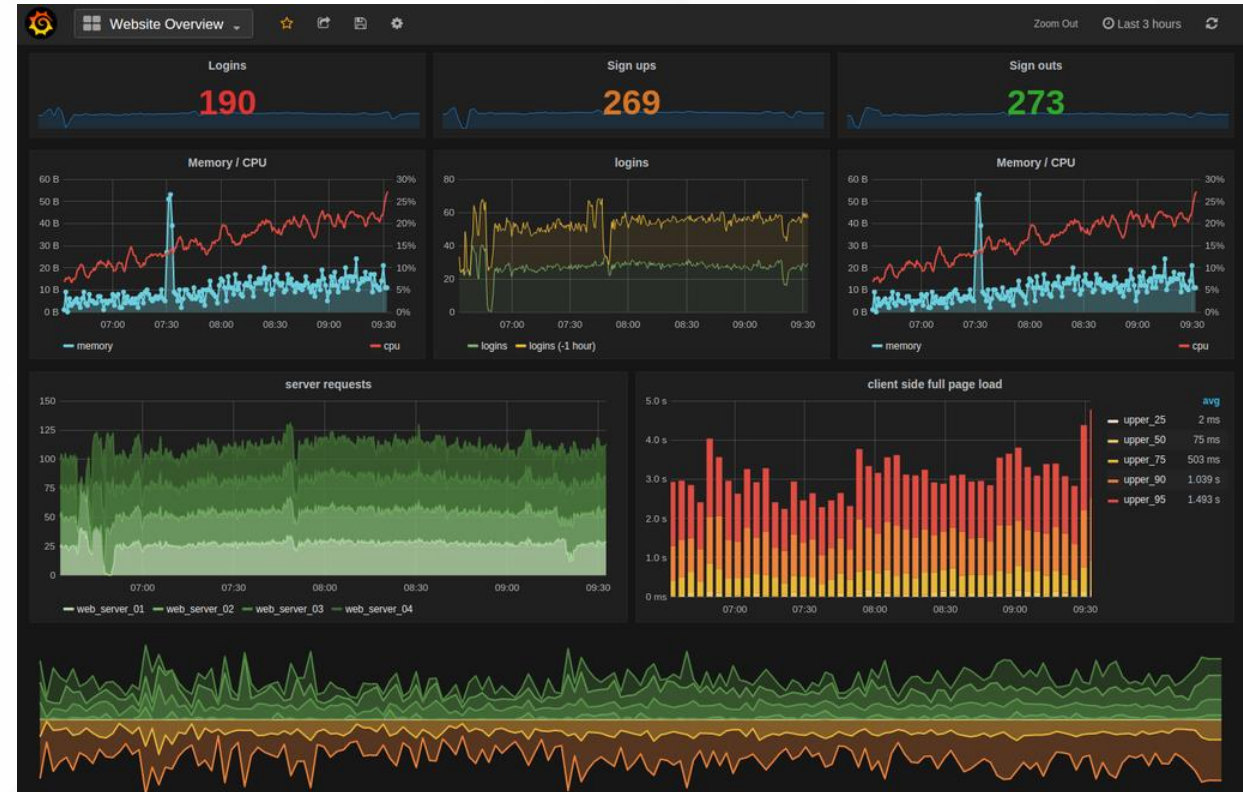 Website Overview
Zoom Out Last 3 hours
Logins Sign ups Sign outs
190 269 273
Memory / CPU
60 B 30%
50 B 25%
40 B 20%
30 B 15%
20 B 10%
10 B 5%
0 B 0%
07:00 07:30 08:00 08:30 09:00 09:30
memory cpu
logins
80
60
40
20
0
07:00 07:30 08:00 08:30 09:00 09:30
logins logins (-1 hour)
Memory / CPU
60 B 30%
50 B 25%
40 B 20%
30 B 15%
20 B 10%
10 B 5%
0 B 0%
07:00 07:30 08:00 08:30 09:00 09:30
memory cpu
server requests
150
125
100
75
50
25
0
07:00 07:30 08:00 08:30 09:00 09:30
web_server_01 web_server_02 web_server_03 web_server_04
client side full page load
5.0 s
4.0 s
3.0 s
2.0 s
1.0 s
0 ms
07:00 07:30 08:00 08:30 09:00 09:30
avg
upper_25 2 ms
upper_50 75 ms
upper_75 503 ms
upper_90 1.039 s
upper_95 1.493 s